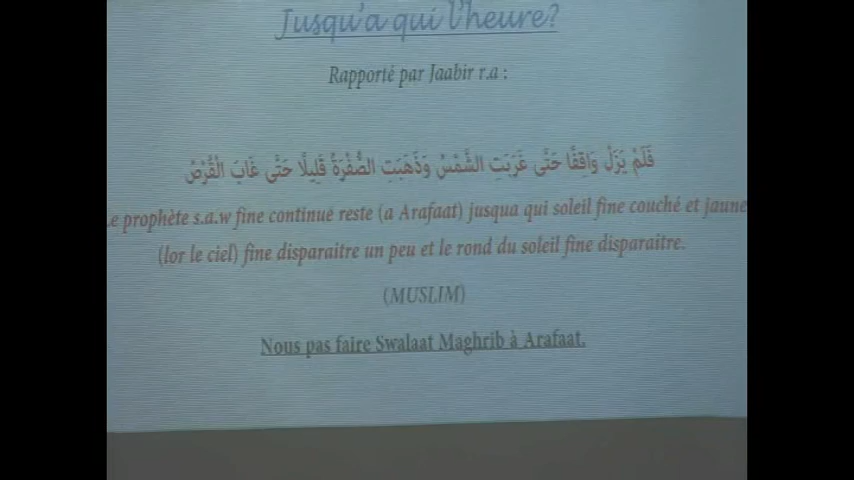 Jusqu'a qui l'heure?
Rapporté par Jaabir r.a :
فَلَمْ يَزَلْ وَاقِفًا حَتَّى غَرَبَتِ الشَّمْسُ وَذَهَبَتِ الصُّفْرَةُ قَلِيلًا حَتَّى غَابَ الْقُرْصُ
Le prophète s.a.w fine continué reste (a Arafaat) jusqua qui soleil fine couché et jaune
(lor le ciel) fine disparaitre un peu et le rond du soleil fine disparaitre.
(MUSLIM)
Nous pas faire Swalaat Maghrib à Arafaat.